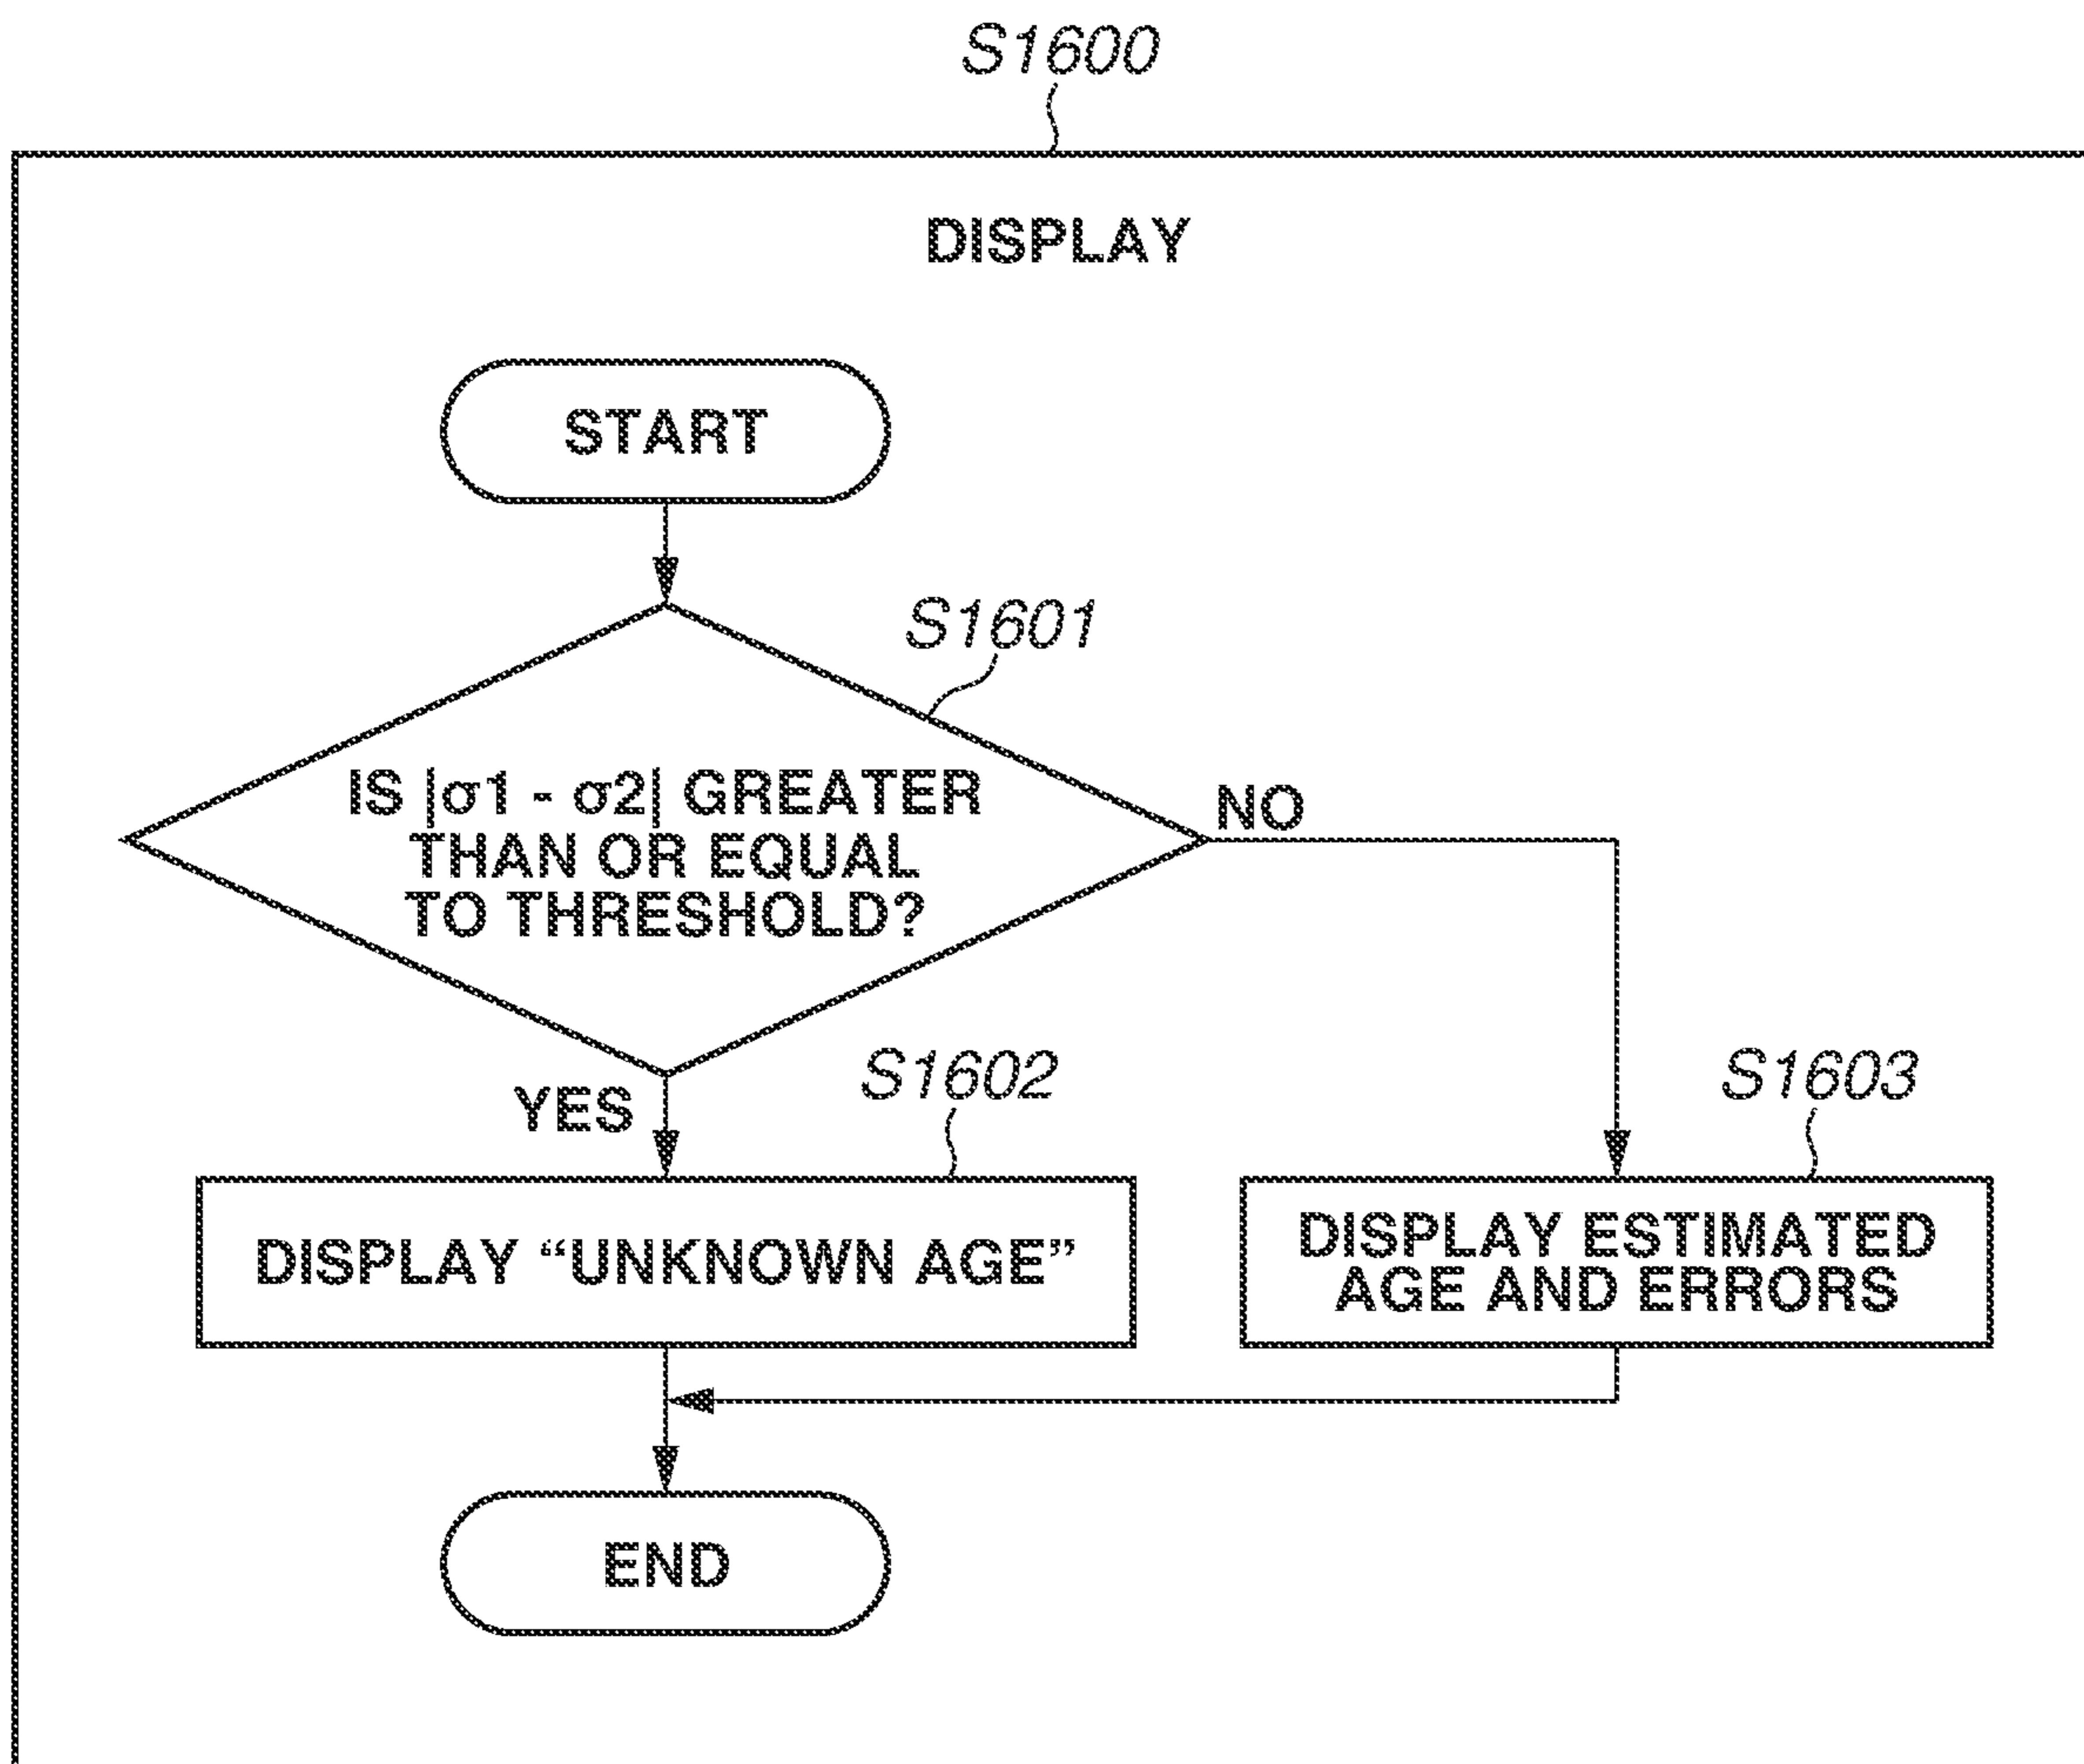 S1600
DISPLAY
START
S1601
IS |σ1 - σ2| GREATER
THAN OR EQUAL
TO THRESHOLD?
NO
YES
S1602
S1603
DISPLAY “UNKNOWN AGE”
DISPLAY ESTIMATED
AGE AND ERRORS
END